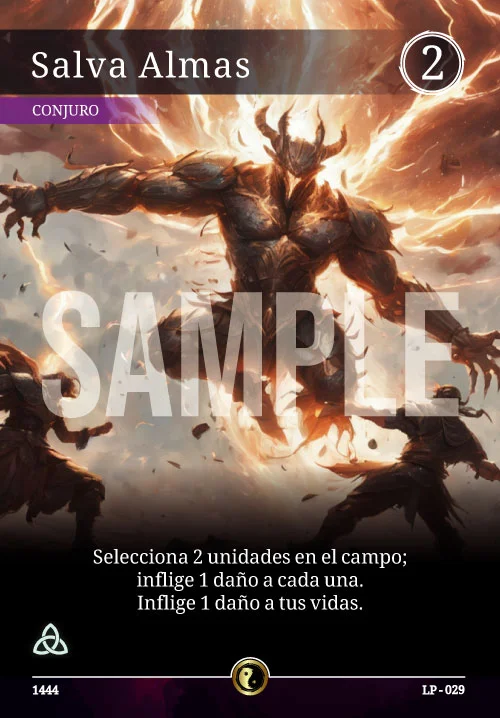 Salva Almas
2
CONJURO
SAMPLE
Selecciona 2 unidades en el campo;
inflige 1 daño a cada una.
Inflige 1 daño a tus vidas.
1444
LP - 029